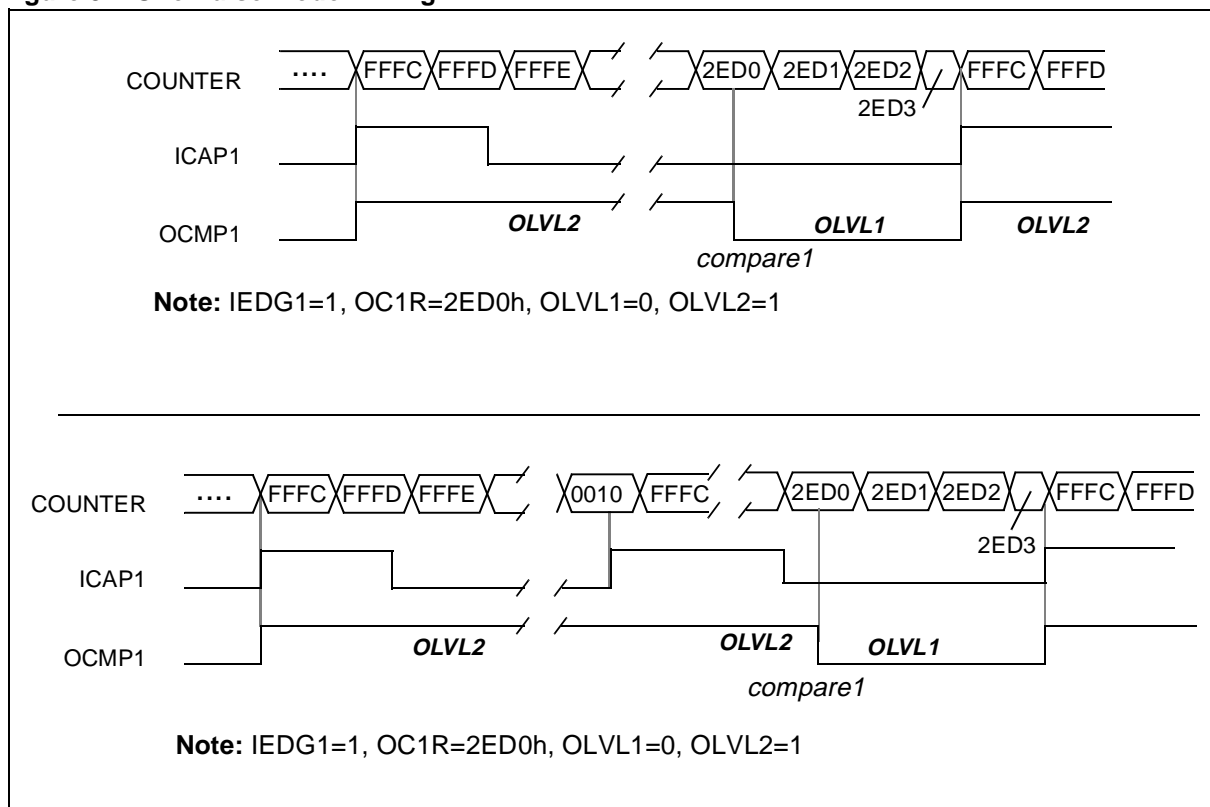 COUNTER .... FFFC FFFD FFFE 2ED0 2ED1 2ED2 FFFC FFFD
2ED3
ICAP1
OCMP1 OLVL2 OLVL1 OLVL2
compare1
Note: IEDG1=1, OC1R=2ED0h, OLVL1=0, OLVL2=1
COUNTER .... FFFC FFFD FFFE 0010 FFFC 2ED0 2ED1 2ED2 FFFC FFFD
2ED3
ICAP1
OCMP1 OLVL2 OLVL2 OLVL1
compare1
Note: IEDG1=1, OC1R=2ED0h, OLVL1=0, OLVL2=1